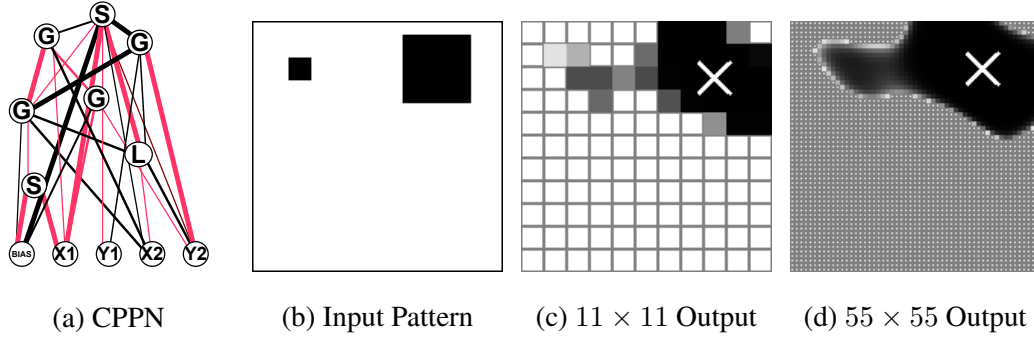 S
G
G
G
G
L
S
BIAS
X1
Y1
X2
Y2
(a) CPPN
(b) Input Pattern
(c) 11 × 11 Output
(d) 55 × 55 Output